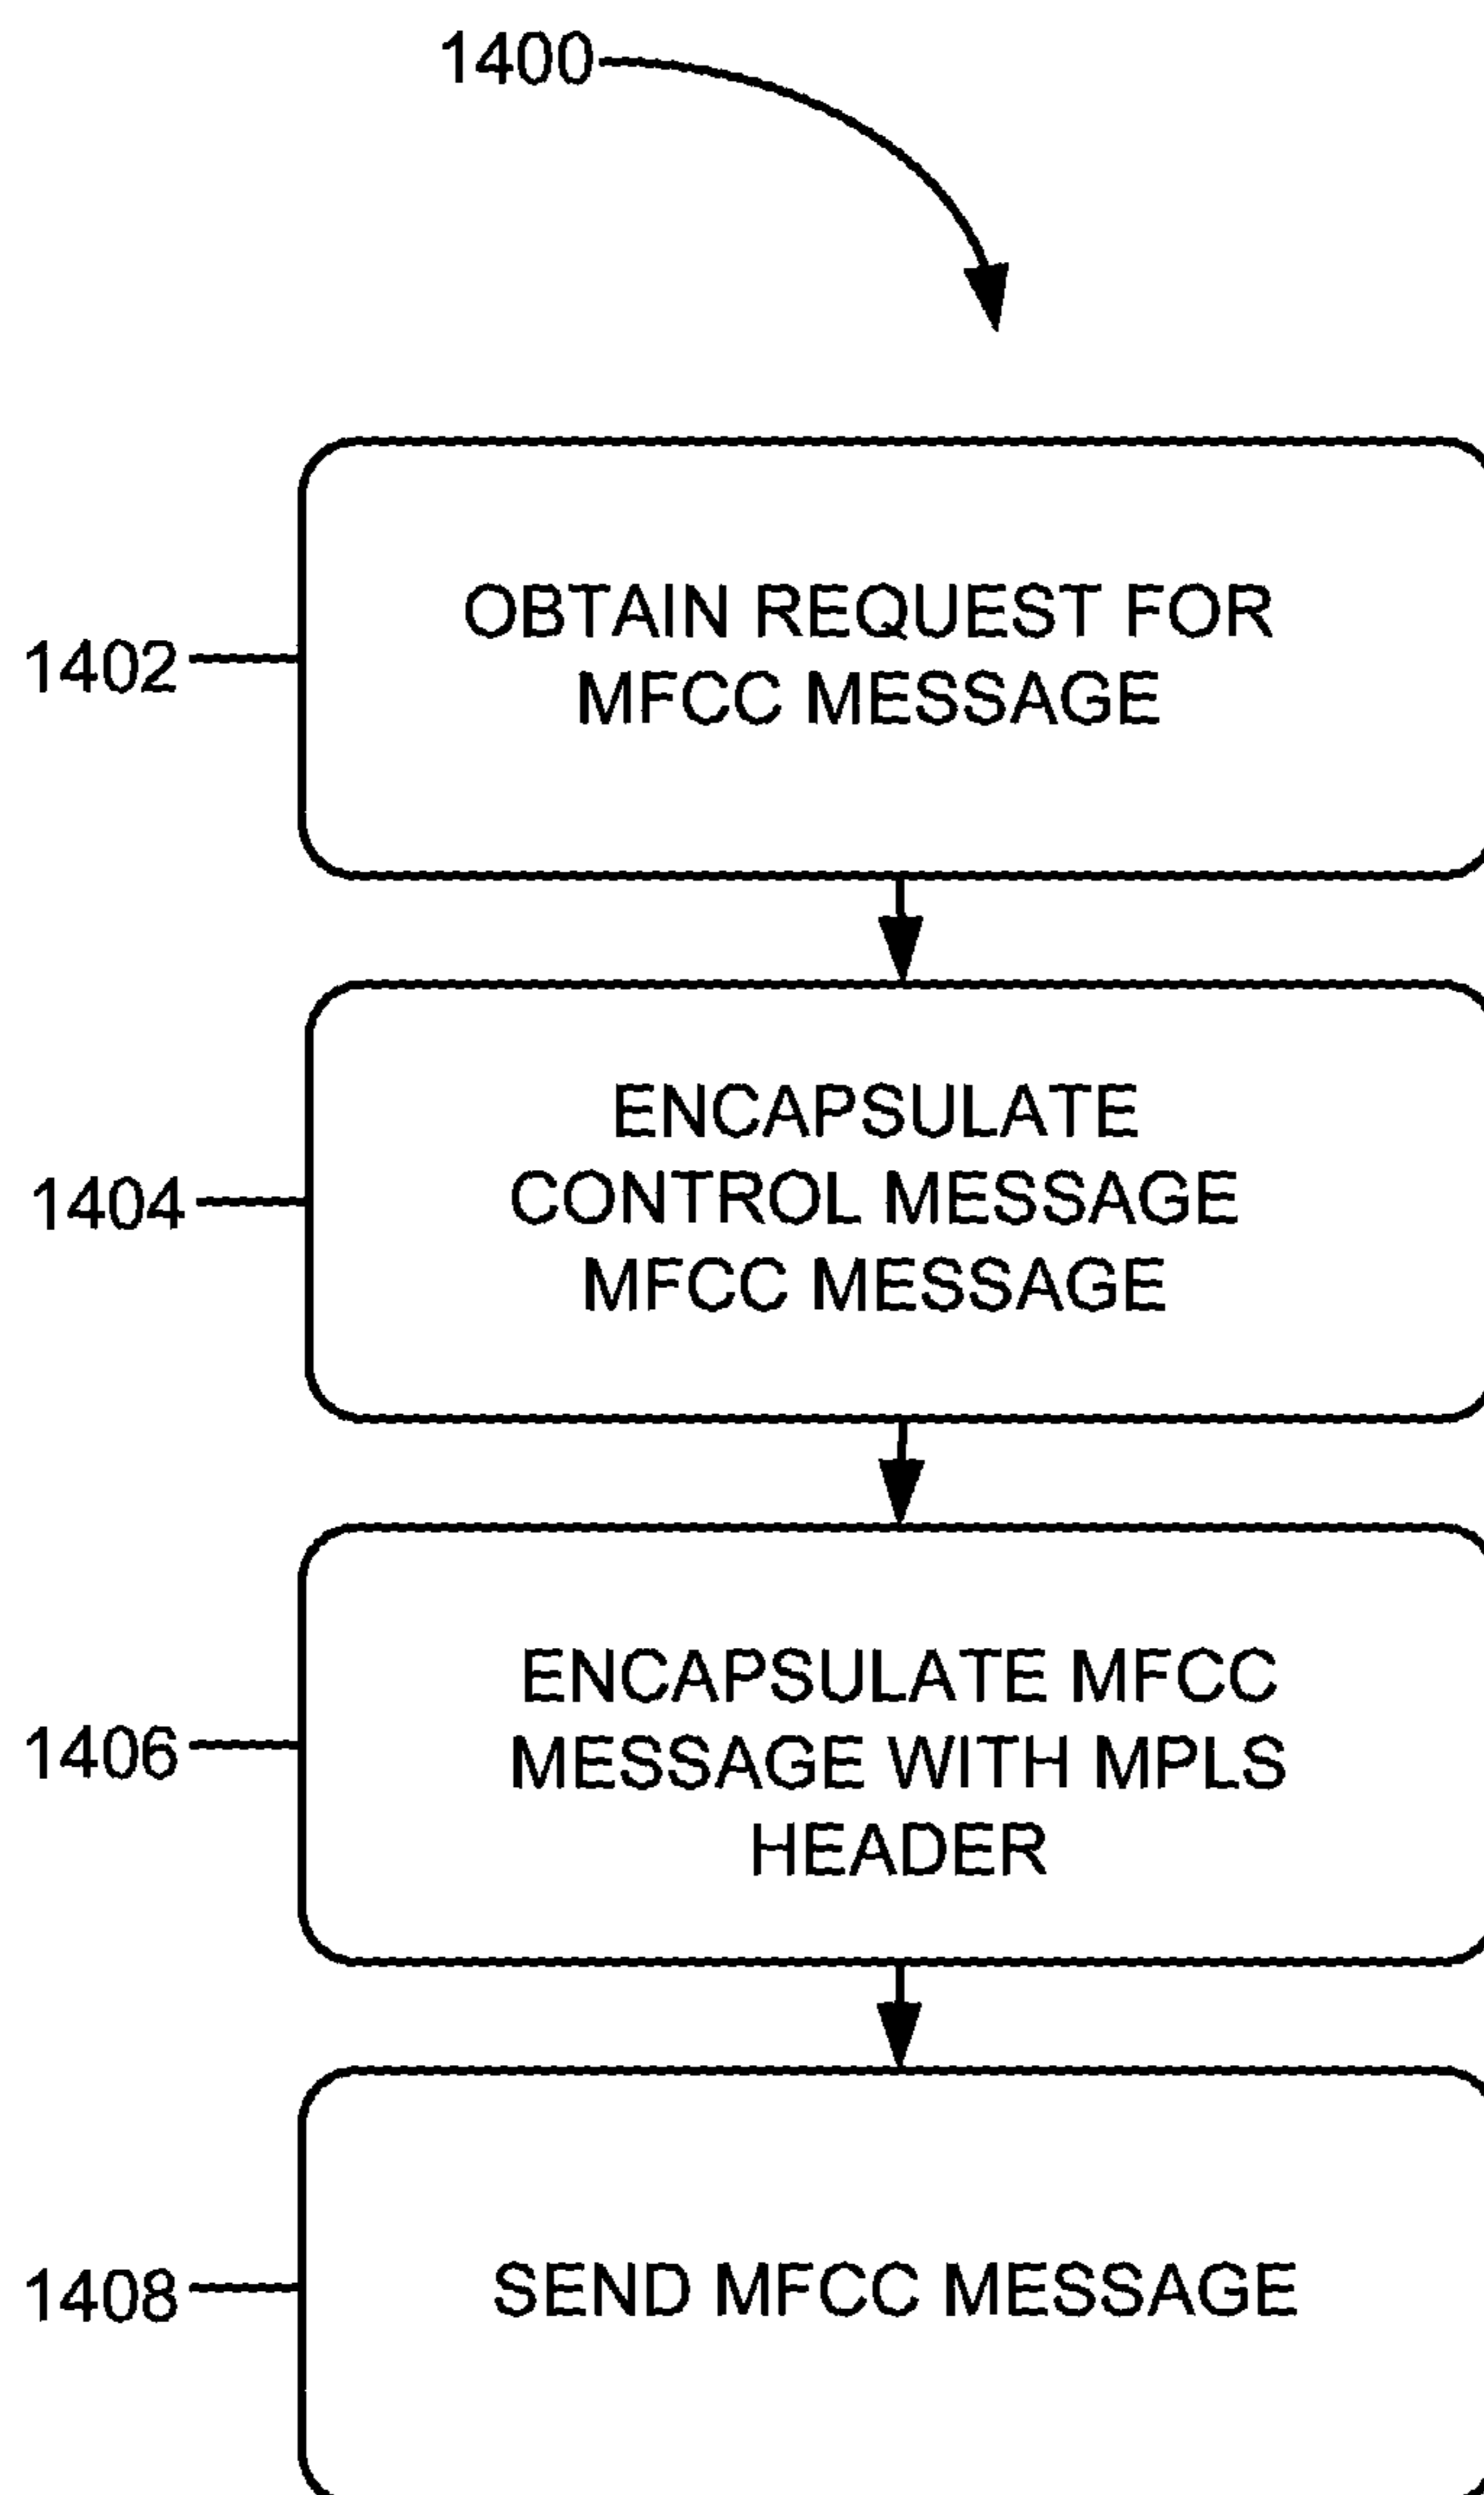 1400
1402
OBTAIN REQUEST FOR
MFCC MESSAGE
1404
ENCAPSULATE
CONTROL MESSAGE
MFCC MESSAGE
1406
ENCAPSULATE MFCC
MESSAGE WITH MPLS
HEADER
1408
SEND MFCC MESSAGE